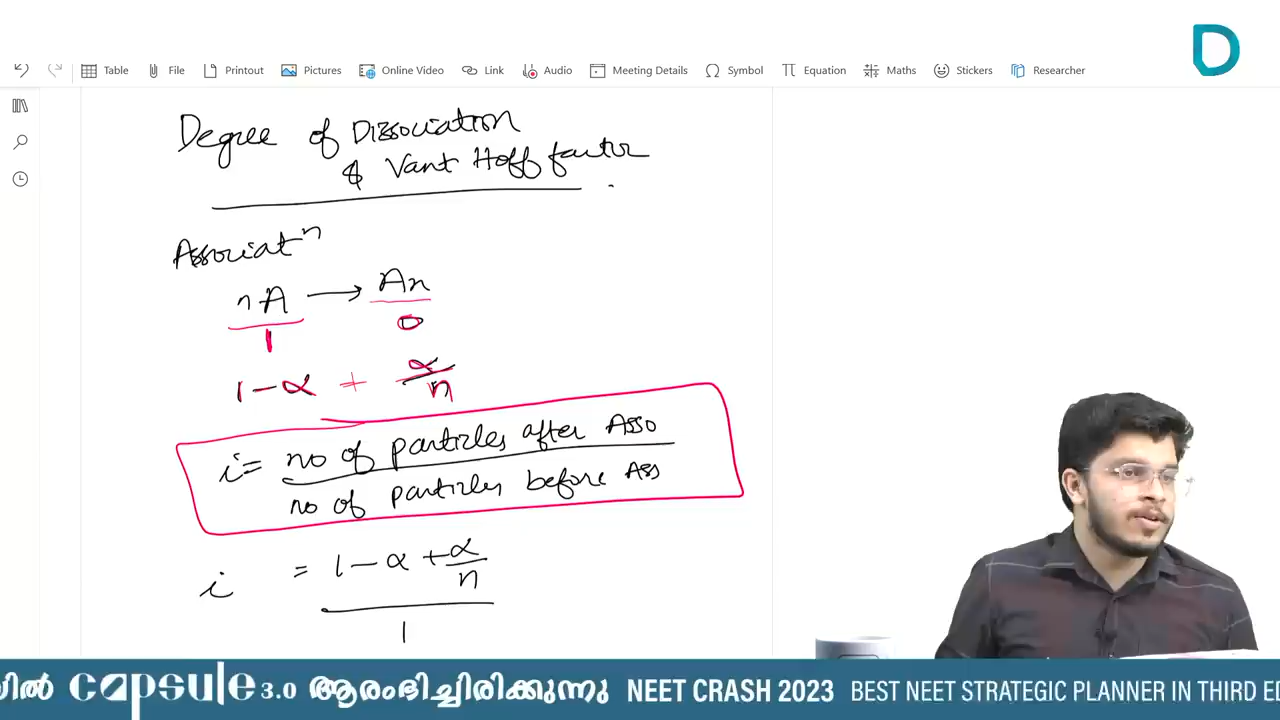 D
Table File Printout Pictures Online Video Link Audio Meeting Details Symbol Equation Maths Stickers Researcher
Degree of Dissociation
& Vant Hoff factor
Associatⁿ
nA → An
1 0
1-α + α/n
i = no of particles after Asso
no of particles before Ass
i = 1-α + α/n
1
യിൽ capsule 3.0 ആരംഭിച്ചിരിക്കുന്നു NEET CRASH 2023 BEST NEET STRATEGIC PLANNER IN THIRD ED